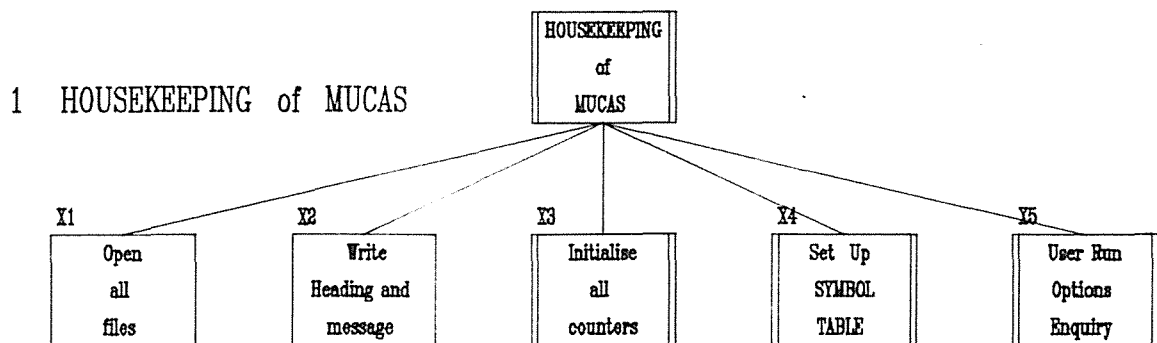 HOUSEKEEPING
of
MUCAS
1 HOUSEKEEPING of MUCAS
X1
Open
all
files
X2
Write
Heading and
message
X3
Initialise
all
counters
X4
Set Up
SYMBOL
TABLE
X5
User Run
Options
Enquiry